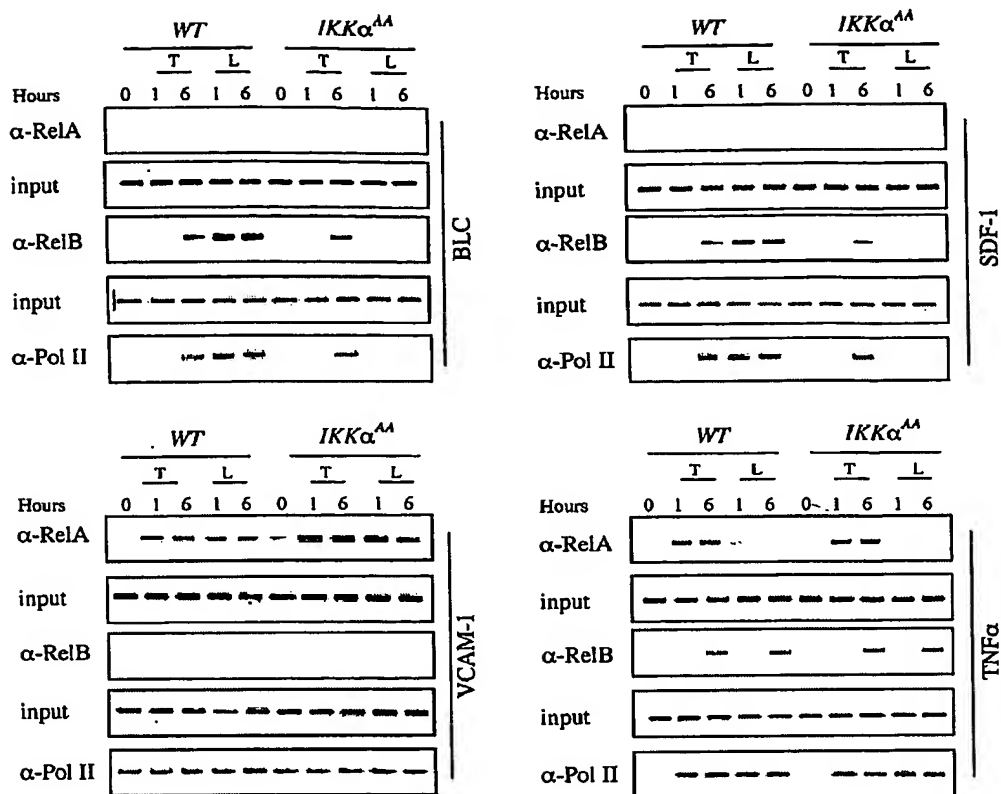 WT IKKα^AA
T L T L
Hours 0 1 6 1 6 0 1 6 1 6
α-RelA
input
α-RelB
input
α-Pol II
BLC
WT IKKα^AA
T L T L
Hours 0 1 6 1 6 0 1 6 1 6
α-RelA
input
α-RelB
input
α-Pol II
SDF-1
WT IKKα^AA
T L T L
Hours 0 1 6 1 6 0 1 6 1 6
α-RelA
input
α-RelB
input
α-Pol II
VCAM-1
WT IKKα^AA
T L T L
Hours 0 1 6 1 6 0 1 6 1 6
α-RelA
input
α-RelB
input
α-Pol II
TNFα